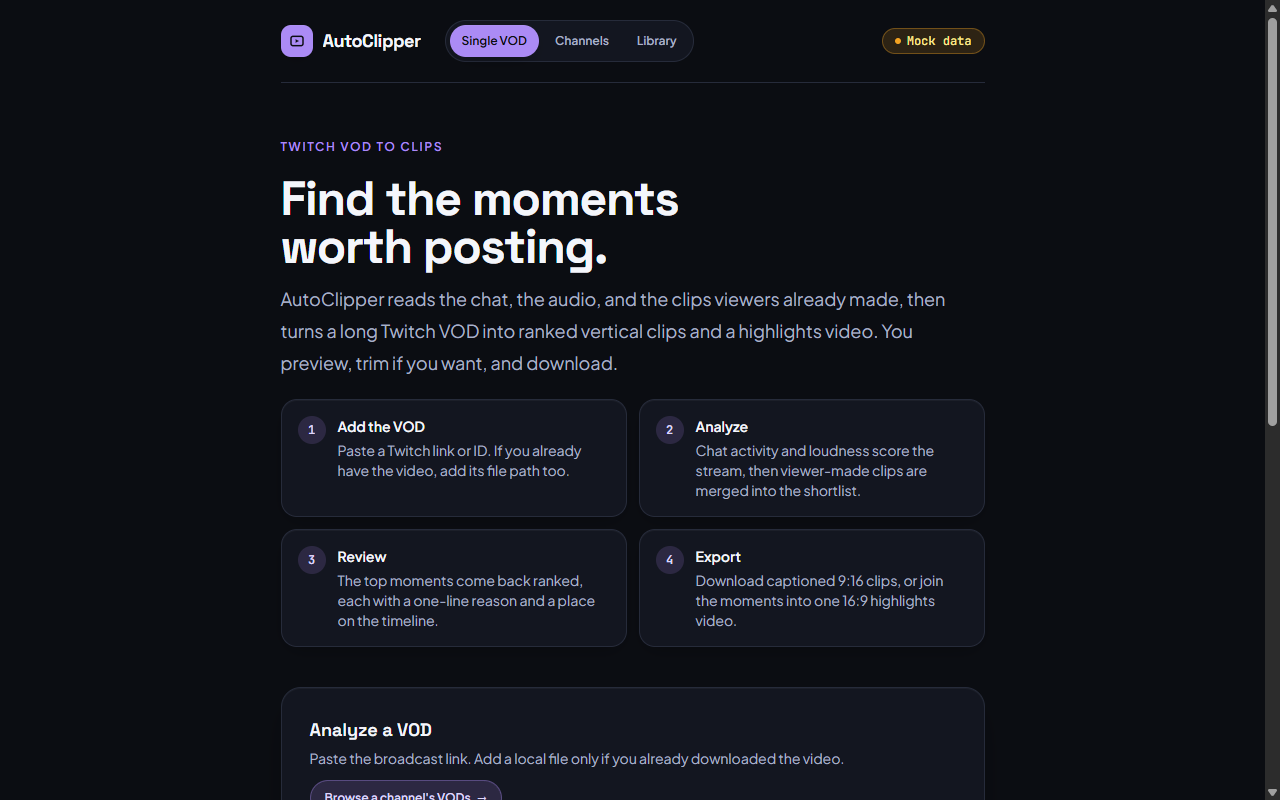 AutoClipper
Single VOD
Channels
Library
Mock data
TWITCH VOD TO CLIPS
Find the moments
worth posting.
AutoClipper reads the chat, the audio, and the clips viewers already made, then
turns a long Twitch VOD into ranked vertical clips and a highlights video. You
preview, trim if you want, and download.
1
Add the VOD
Paste a Twitch link or ID. If you already
have the video, add its file path too.
2
Analyze
Chat activity and loudness score the
stream, then viewer-made clips are
merged into the shortlist.
3
Review
The top moments come back ranked,
each with a one-line reason and a place
on the timeline.
4
Export
Download captioned 9:16 clips, or join
the moments into one 16:9 highlights
video.
Analyze a VOD
Paste the broadcast link. Add a local file only if you already downloaded the video.
Browse a channel's VODs →